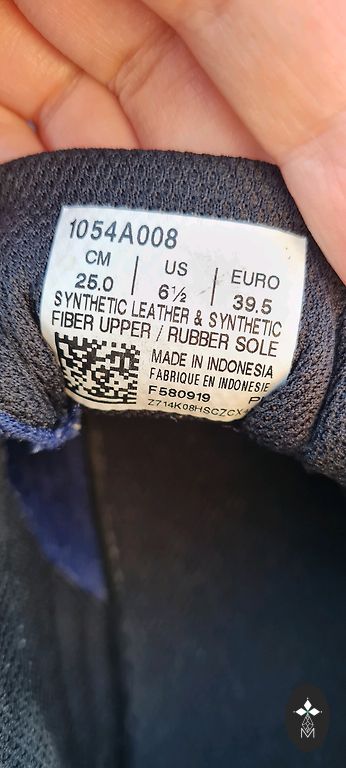 1054A008
CM US EURO
25.0 6½ 39.5
SYNTHETIC LEATHER & SYNTHETIC
FIBER UPPER / RUBBER SOLE
MADE IN INDONESIA
FABRIQUE EN INDONESIE
F580919
Z714K08HSCZCX